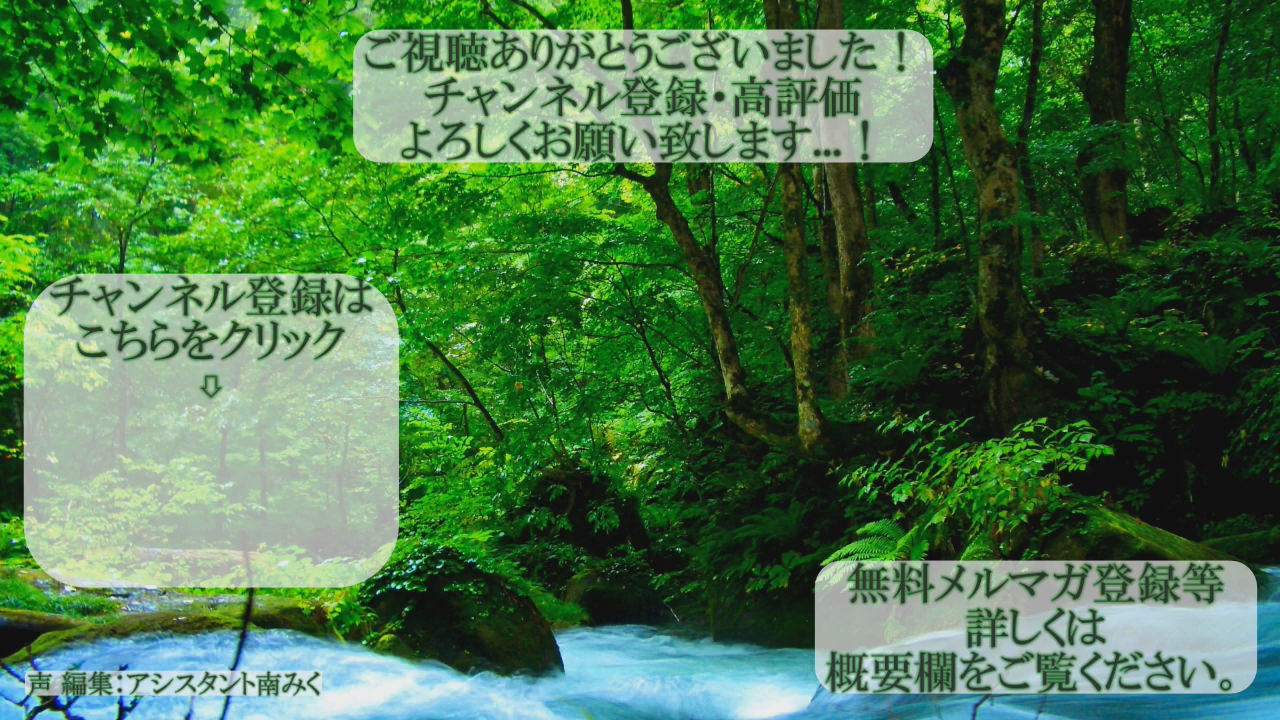 ご視聴ありがとうございました！
チャンネル登録・高評価
よろしくお願い致します...！
チャンネル登録は
こちらをクリック
⇩
無料メルマガ登録等
詳しくは
概要欄をご覧ください。
声 編集：アシスタント南みく